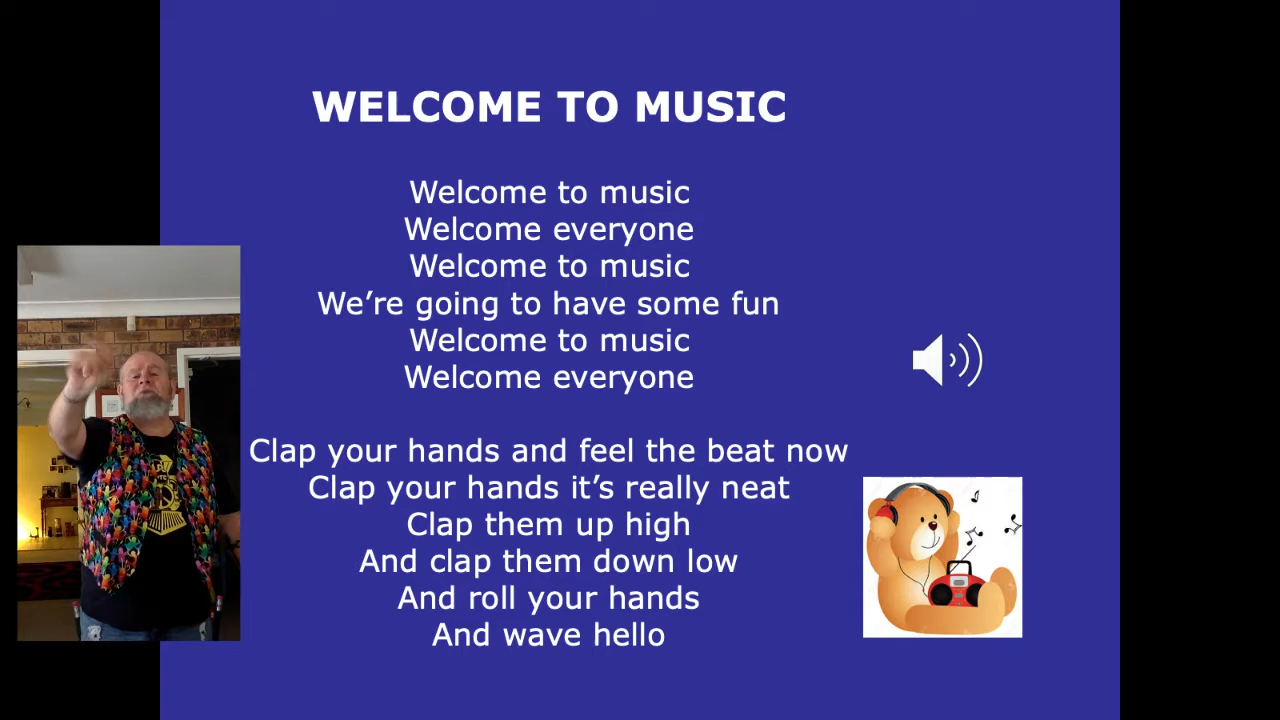 WELCOME TO MUSIC
Welcome to music
Welcome everyone
Welcome to music
We’re going to have some fun
Welcome to music
Welcome everyone
Clap your hands and feel the beat now
Clap your hands it’s really neat
Clap them up high
And clap them down low
And roll your hands
And wave hello